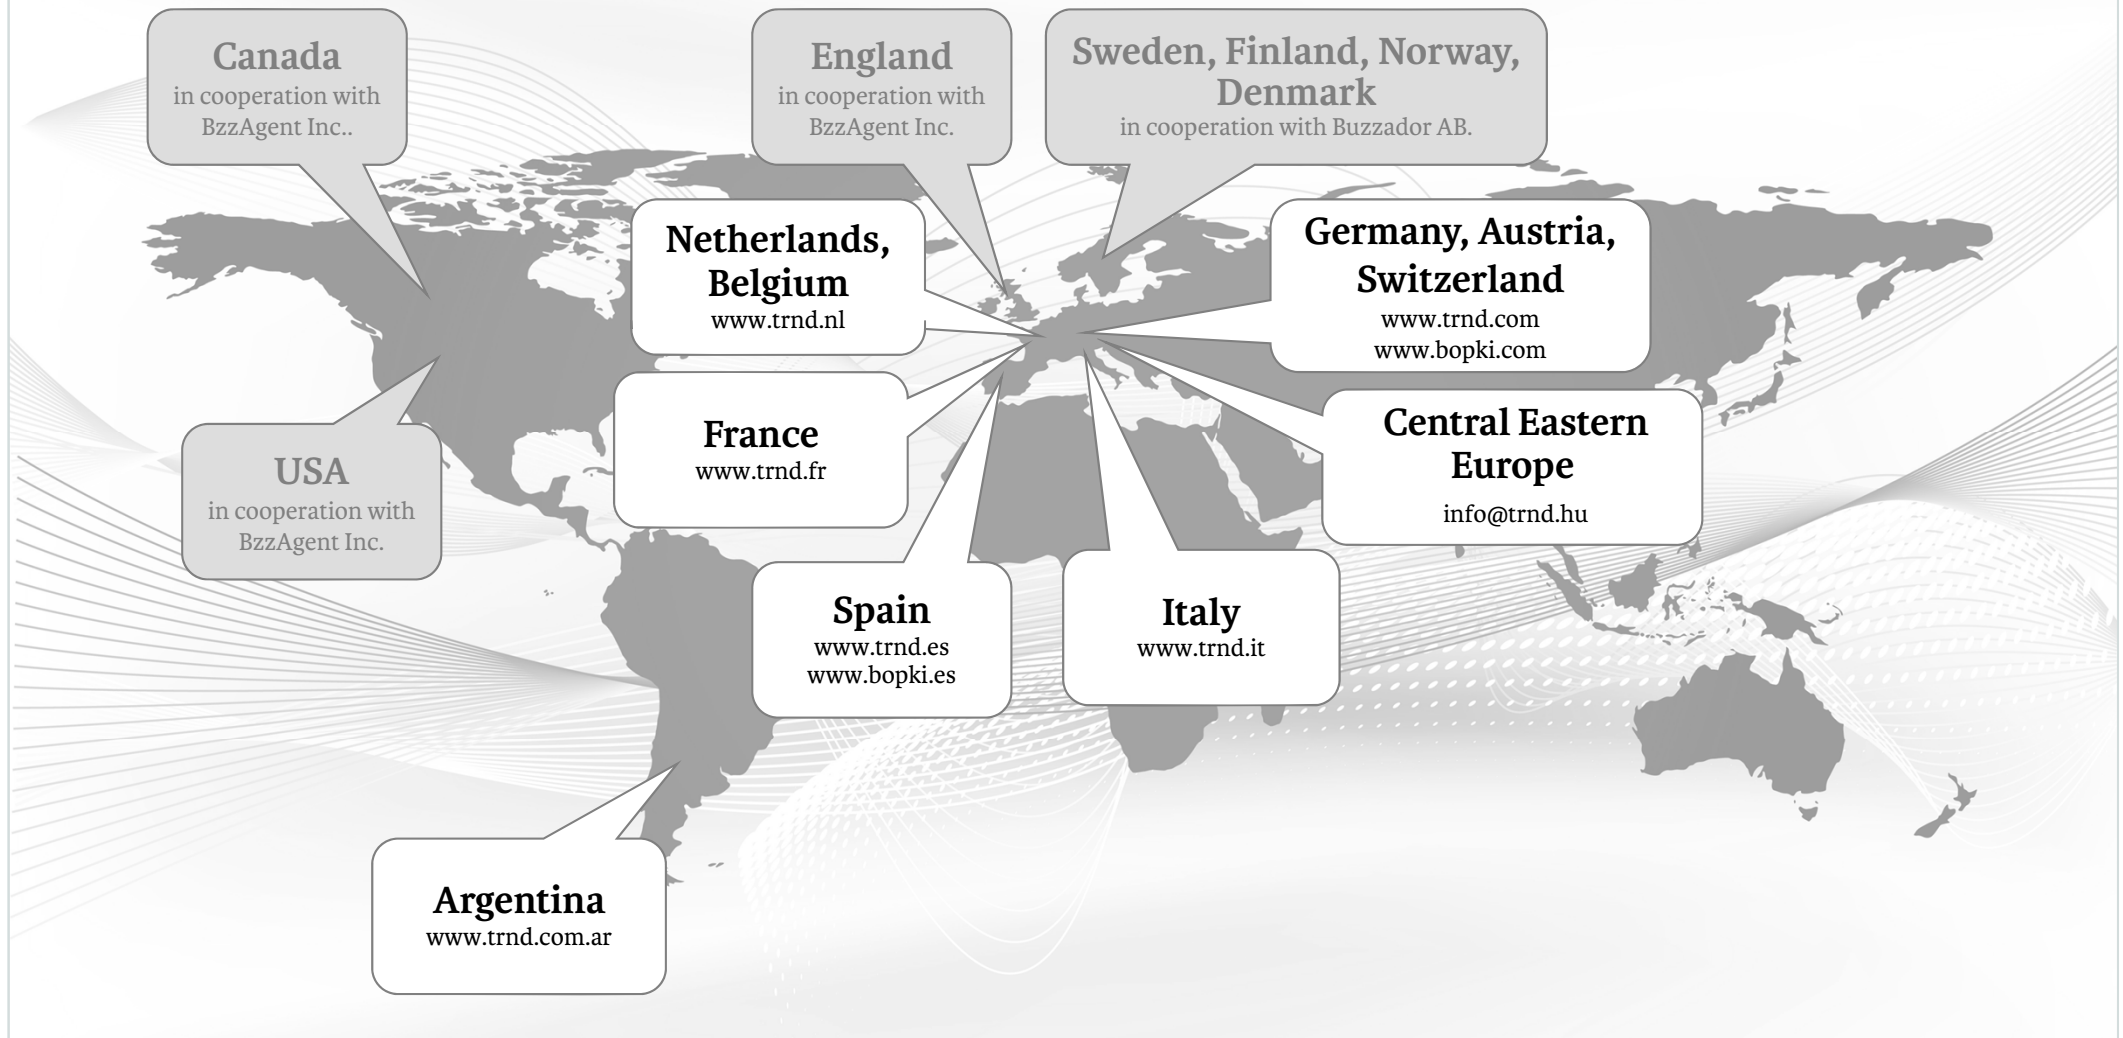 Canada
in cooperation with
BzzAgent Inc..
England
in cooperation with
BzzAgent Inc.
Sweden, Finland, Norway,
Denmark
in cooperation with Buzzador AB.
Netherlands,
Belgium
www.trnd.nl
Germany, Austria,
Switzerland
www.trnd.com
www.bopki.com
France
www.trnd.fr
Central Eastern
Europe
info@trnd.hu
USA
in cooperation with
BzzAgent Inc.
Spain
www.trnd.es
www.bopki.es
Italy
www.trnd.it
Argentina
www.trnd.com.ar